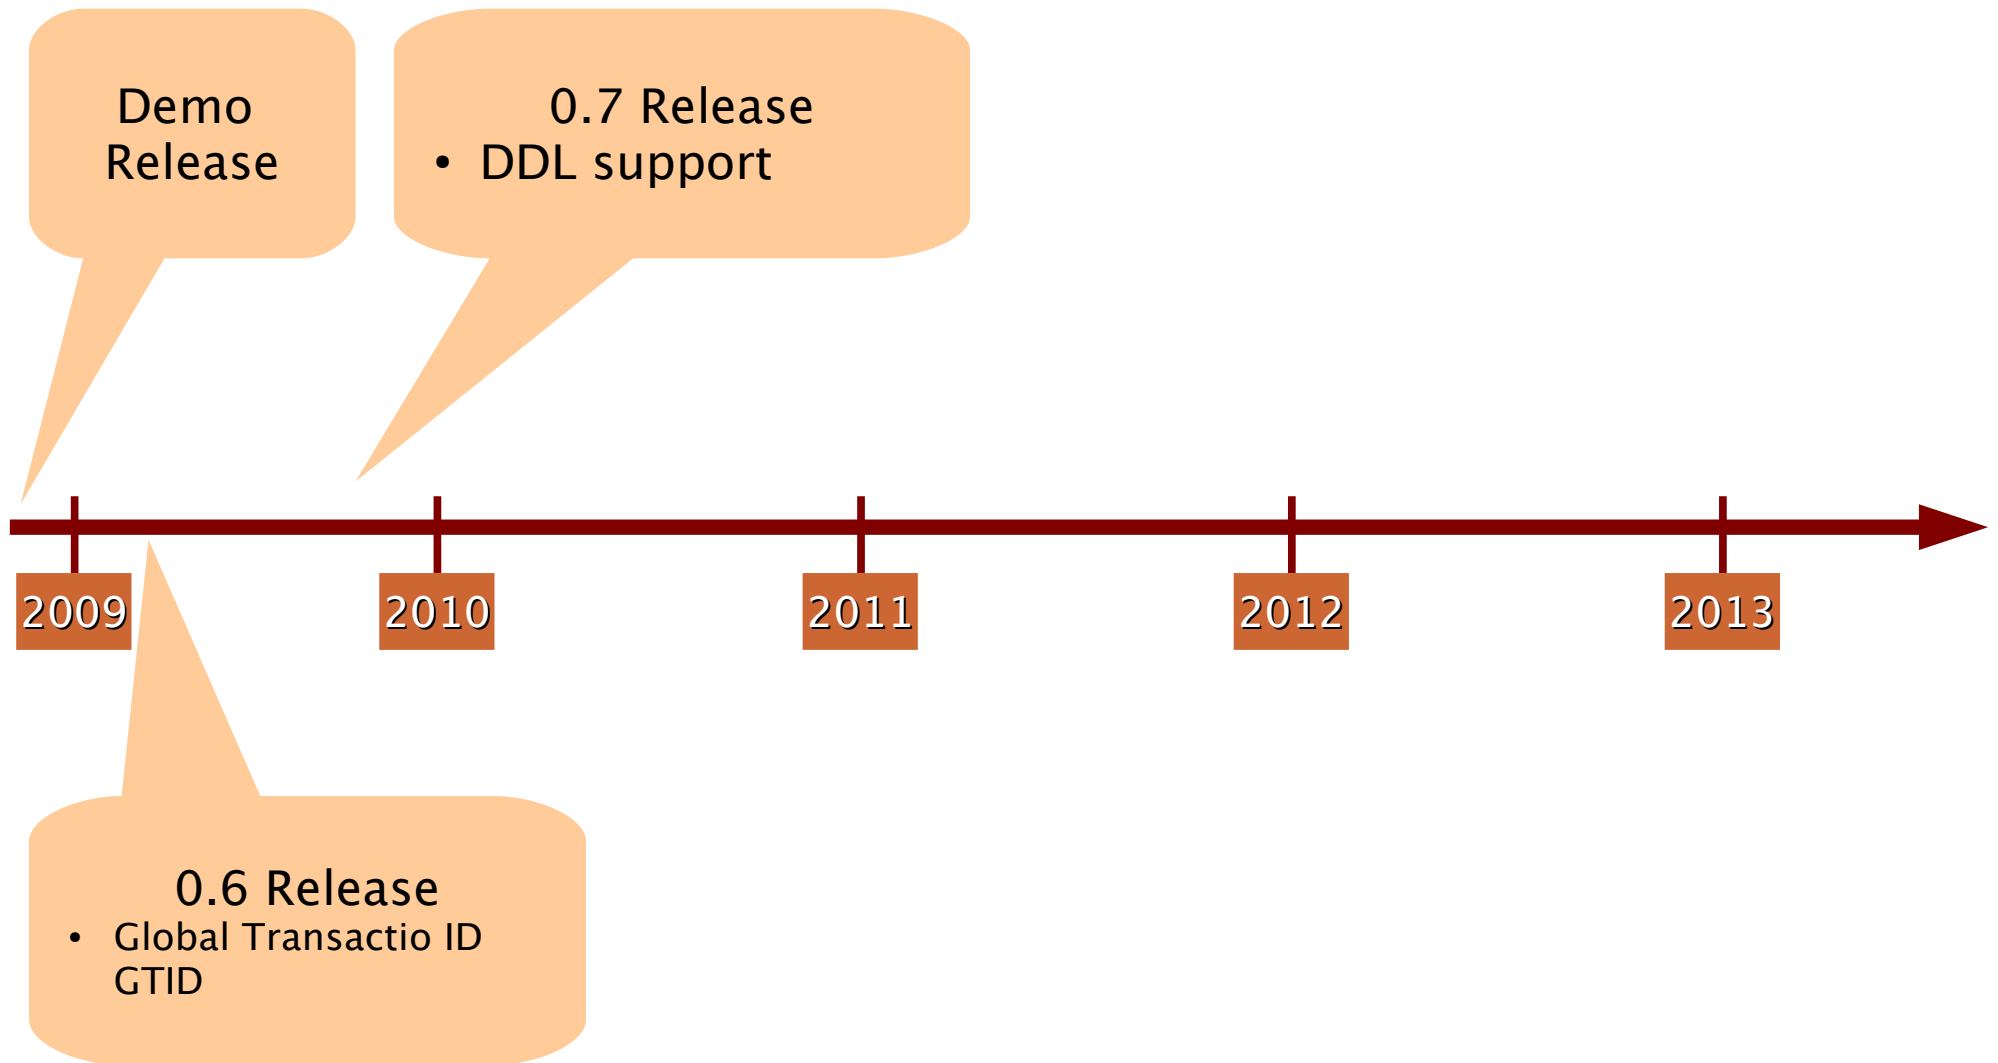 Demo
Release
0.7 Release
• DDL support
2009
2010
2011
2012
2013
0.6 Release
• Global Transactio ID
GTID